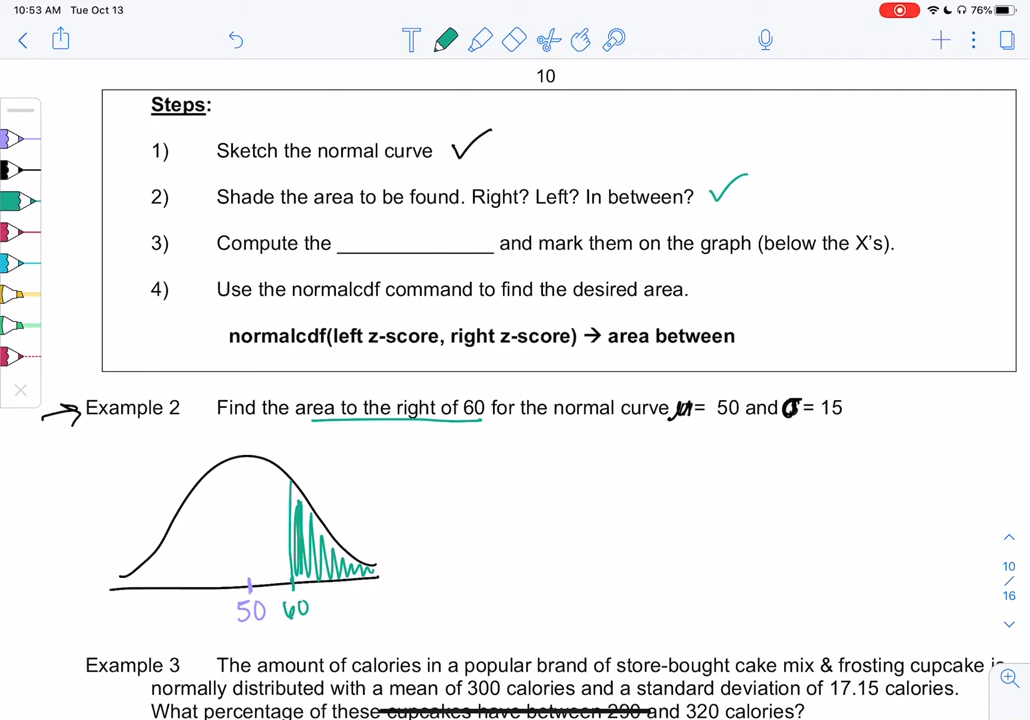 10:53 AM Tue Oct 13
76%
T
10
Steps:
1) Sketch the normal curve
2) Shade the area to be found. Right? Left? In between?
3) Compute the ______________ and mark them on the graph (below the X's).
4) Use the normalcdf command to find the desired area.
normalcdf(left z-score, right z-score) → area between
Example 2 Find the area to the right of 60 for the normal curve μ = 50 and σ = 15
50 60
10
/
16
Example 3 The amount of calories in a popular brand of store-bought cake mix & frosting cupcake is
normally distributed with a mean of 300 calories and a standard deviation of 17.15 calories.
What percentage of these cupcakes have between 290 and 320 calories?